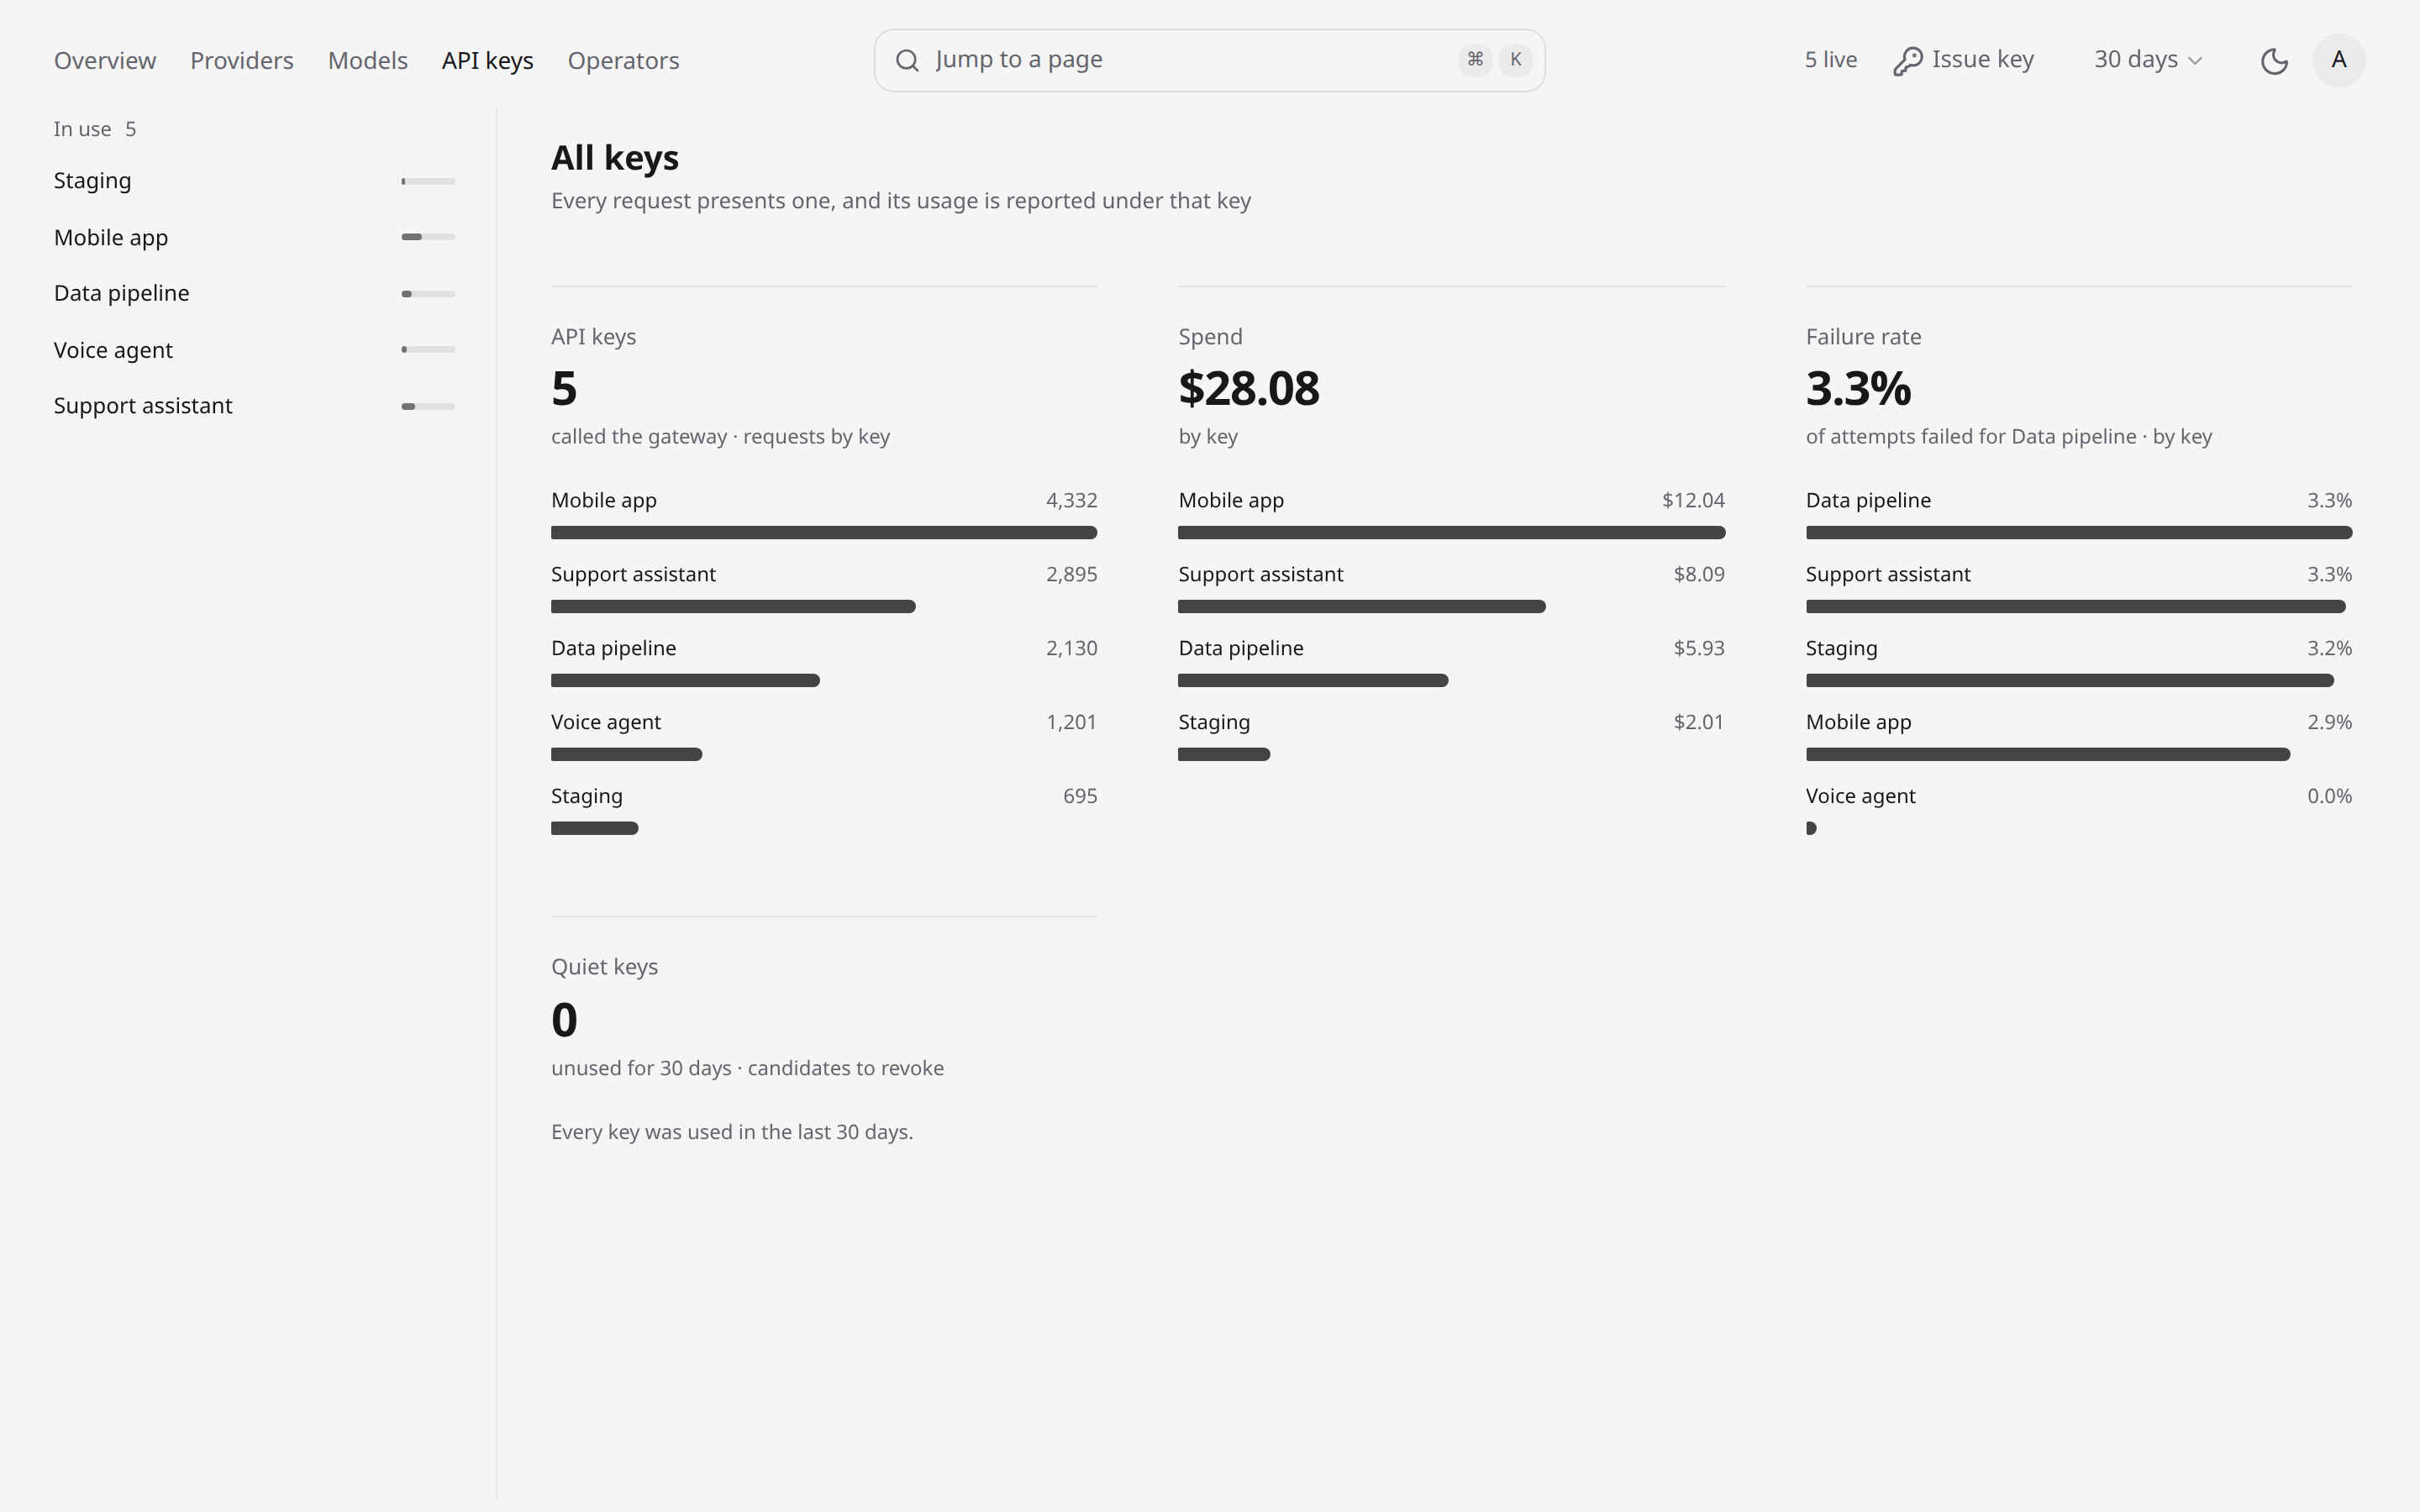 Overview Providers Models API keys Operators
Jump to a page ⌘ K
5 live Issue key 30 days A
In use 5
Staging
Mobile app
Data pipeline
Voice agent
Support assistant
All keys
Every request presents one, and its usage is reported under that key
API keys
5
called the gateway · requests by key
Mobile app 4,332
Support assistant 2,895
Data pipeline 2,130
Voice agent 1,201
Staging 695
Spend
$28.08
by key
Mobile app $12.04
Support assistant $8.09
Data pipeline $5.93
Staging $2.01
Failure rate
3.3%
of attempts failed for Data pipeline · by key
Data pipeline 3.3%
Support assistant 3.3%
Staging 3.2%
Mobile app 2.9%
Voice agent 0.0%
Quiet keys
0
unused for 30 days · candidates to revoke
Every key was used in the last 30 days.